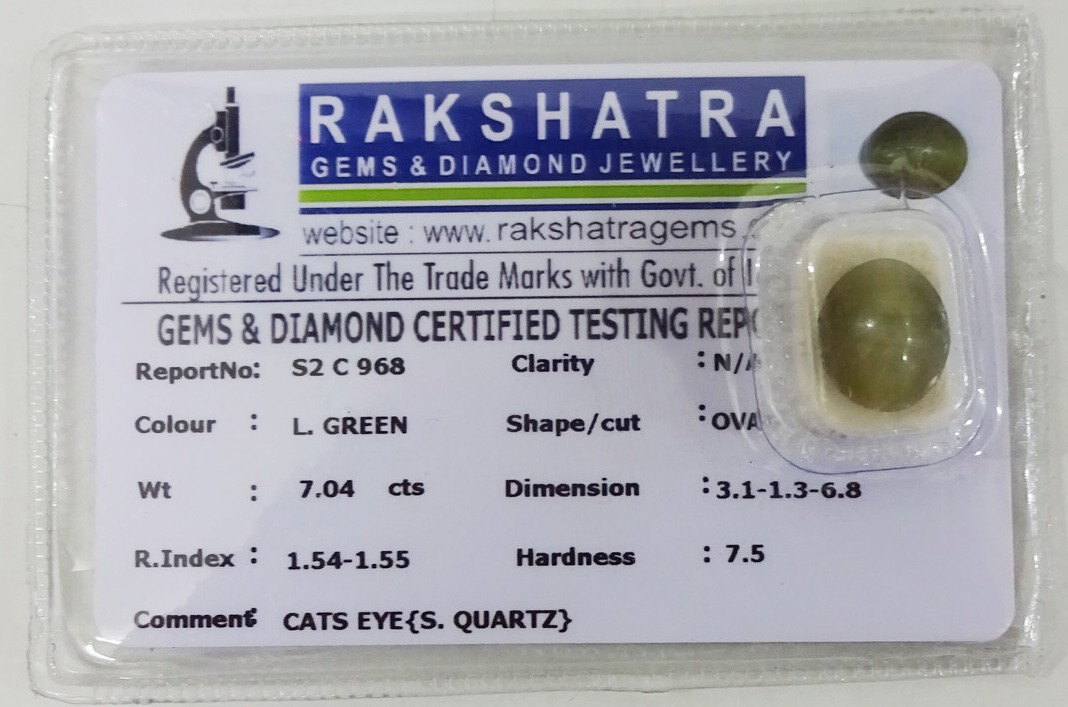 RAKSHATRA
GEMS & DIAMOND JEWELLERY
website : www. rakshatragems.
Registered Under The Trade Marks with Govt. of
GEMS & DIAMOND CERTIFIED TESTING
ReportNo: S2 C 968 Clarity :
Colour : L. GREEN Shape/cut :
Wt : 7.04 cts Dimension : 3.1-1.3-6.8
R.Index : 1.54-1.55 Hardness : 7.5
Comment: CATS EYE{S. QUARTZ}